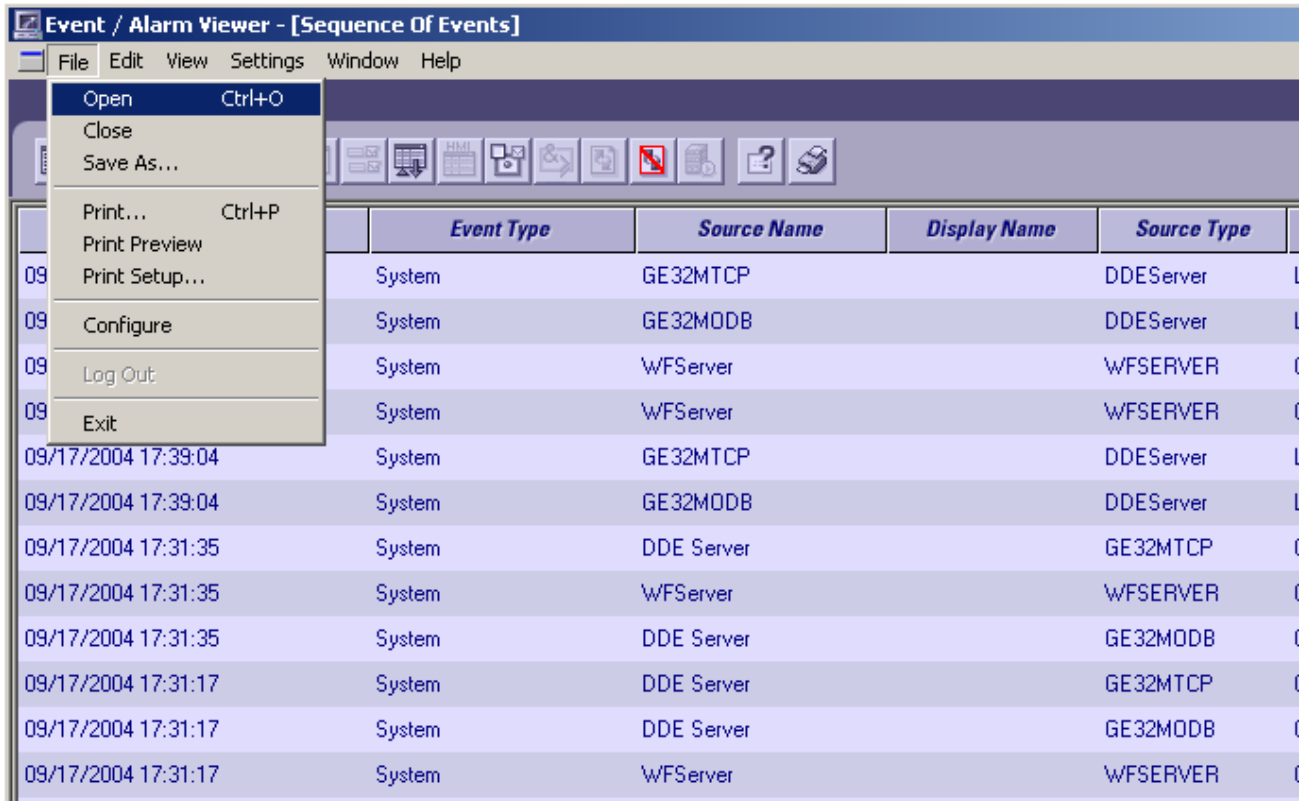 Event / Alarm Viewer - [Sequence Of Events]
File Edit View Settings Window Help
Open Ctrl+O
Close
Save As...
Print... Ctrl+P
Print Preview
Print Setup...
Configure
Log Out
Exit
HMI
Event Type Source Name Display Name Source Type
09 System GE32MTCP DDEServer
09 System GE32MODB DDEServer
09 System WFServer WFSERVER
09 System WFServer WFSERVER
09/17/2004 17:39:04 System GE32MTCP DDEServer
09/17/2004 17:39:04 System GE32MODB DDEServer
09/17/2004 17:31:35 System DDE Server GE32MTCP
09/17/2004 17:31:35 System WFServer WFSERVER
09/17/2004 17:31:35 System DDE Server GE32MODB
09/17/2004 17:31:17 System DDE Server GE32MTCP
09/17/2004 17:31:17 System DDE Server GE32MODB
09/17/2004 17:31:17 System WFServer WFSERVER